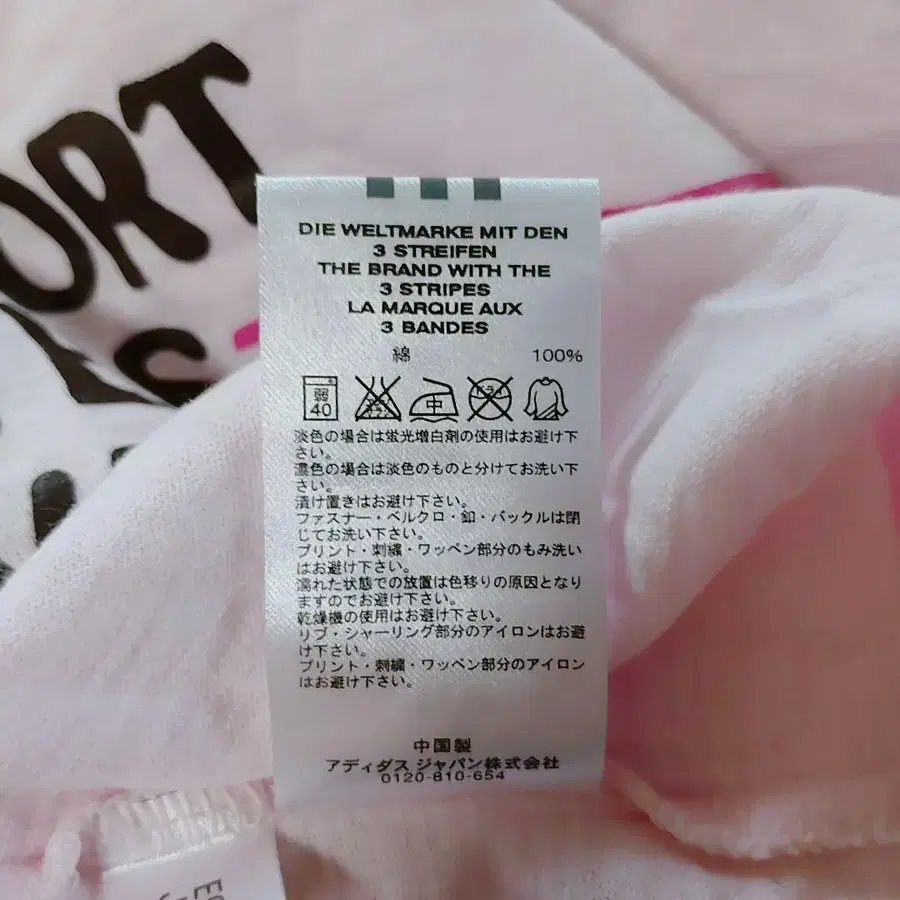 ORT
DIE WELTMARKE MIT DEN
3 STREIFEN
THE BRAND WITH THE
3 STRIPES
LA MARQUE AUX
3 BANDES
綿 100%
弱
40
中
淡色の場合は蛍光増白剤の使用はお避け下
さい。
濃色の場合は淡色のものと分けてお洗い下
さい。
漬け置きはお避け下さい。
ファスナー・ベルクロ・釦・バックルは閉
じてお洗い下さい。
プリント・刺繍・ワッペン部分のもみ洗い
はお避け下さい。
濡れた状態での放置は色移りの原因となり
ますのでお避け下さい。
乾燥機の使用はお避け下さい。
リブ・シャーリング部分のアイロンはお避
け下さい。
プリント・刺繍・ワッペン部分のアイロン
はお避け下さい。
中国製
アディダス ジャパン株式会社
0120-810-654